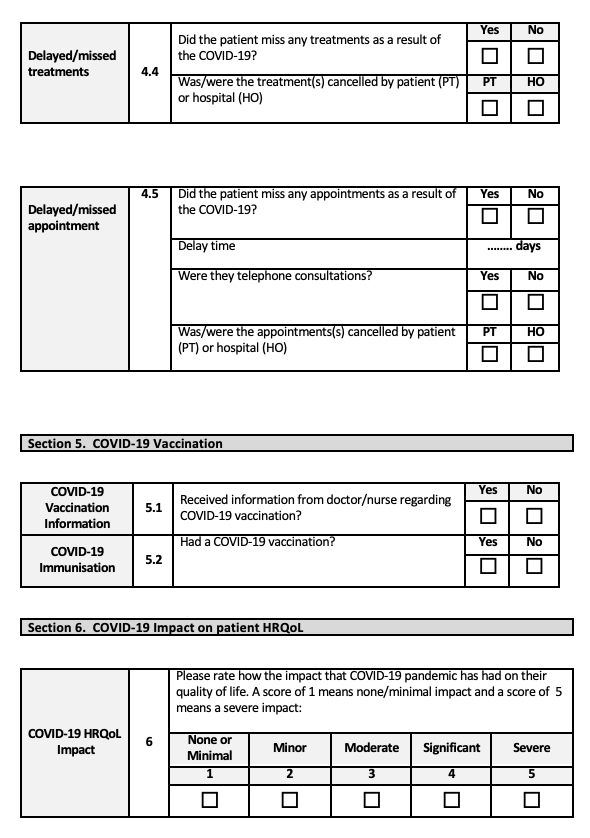 Delayed/missed
treatments
4.4
Did the patient miss any treatments as a result of
the COVID-19?
Yes No
Was/were the treatment(s) cancelled by patient (PT)
or hospital (HO)
PT HO
Delayed/missed
appointment
4.5
Did the patient miss any appointments as a result of
the COVID-19?
Yes No
Delay time
........ days
Were they telephone consultations?
Yes No
Was/were the appointments(s) cancelled by patient
(PT) or hospital (HO)
PT HO
Section 5. COVID-19 Vaccination
COVID-19
Vaccination
Information
5.1
Received information from doctor/nurse regarding
COVID-19 vaccination?
Yes No
COVID-19
Immunisation
5.2
Had a COVID-19 vaccination?
Yes No
Section 6. COVID-19 Impact on patient HRQoL
COVID-19 HRQoL
Impact
6
Please rate how the impact that COVID-19 pandemic has had on their
quality of life. A score of 1 means none/minimal impact and a score of 5
means a severe impact:
None or
Minimal
Minor Moderate Significant Severe
1 2 3 4 5